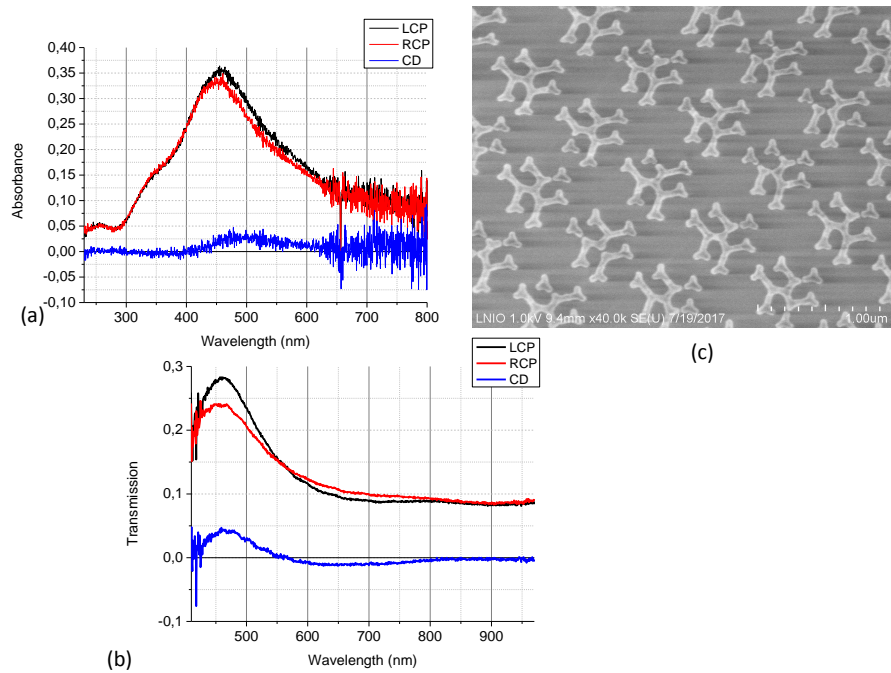 LCP
RCP
CD
0,40
0,35
0,30
0,25
0,20
0,15
0,10
0,05
0,00
-0,05
-0,10
Absorbance
300 400 500 600 700 800
Wavelength (nm)
(a)
LNIO 1.0kV 9.4mm x40.0k SE(U) 7/19/2017 1.00um
(c)
LCP
RCP
CD
0,3
0,2
0,1
0,0
-0,1
Transmission
500 600 700 800 900
Wavelength (nm)
(b)